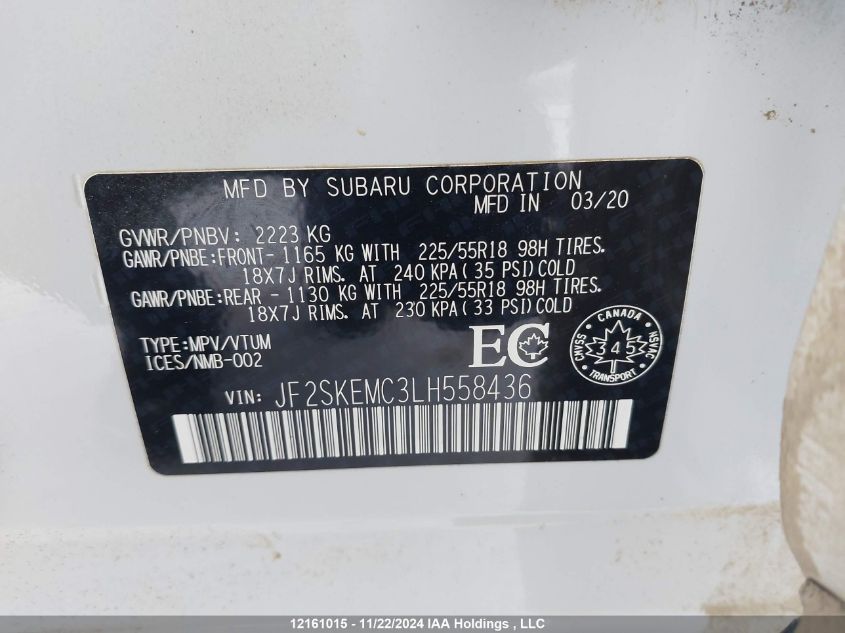 MFD BY SUBARU CORPORATION
MFD IN 03/20
GVWR/PNBV: 2223 KG
GAWR/PNBE:FRONT- 1165 KG WITH 225/55R18 98H TIRES.
18X7J RIMS. AT 240 KPA(35 PSI)COLD
GAWR/PNBE:REAR - 1130 KG WITH 225/55R18 98H TIRES.
18X7J RIMS. AT 230 KPA(33 PSI)COLD
TYPE:MPV/VTUM
ICES/NMB-002
EC
CANADA
CMVSS
345
NSVAC
TRANSPORT
VIN: JF2SKEMC3LH558436
12161015 - 11/22/2024 IAA Holdings , LLC